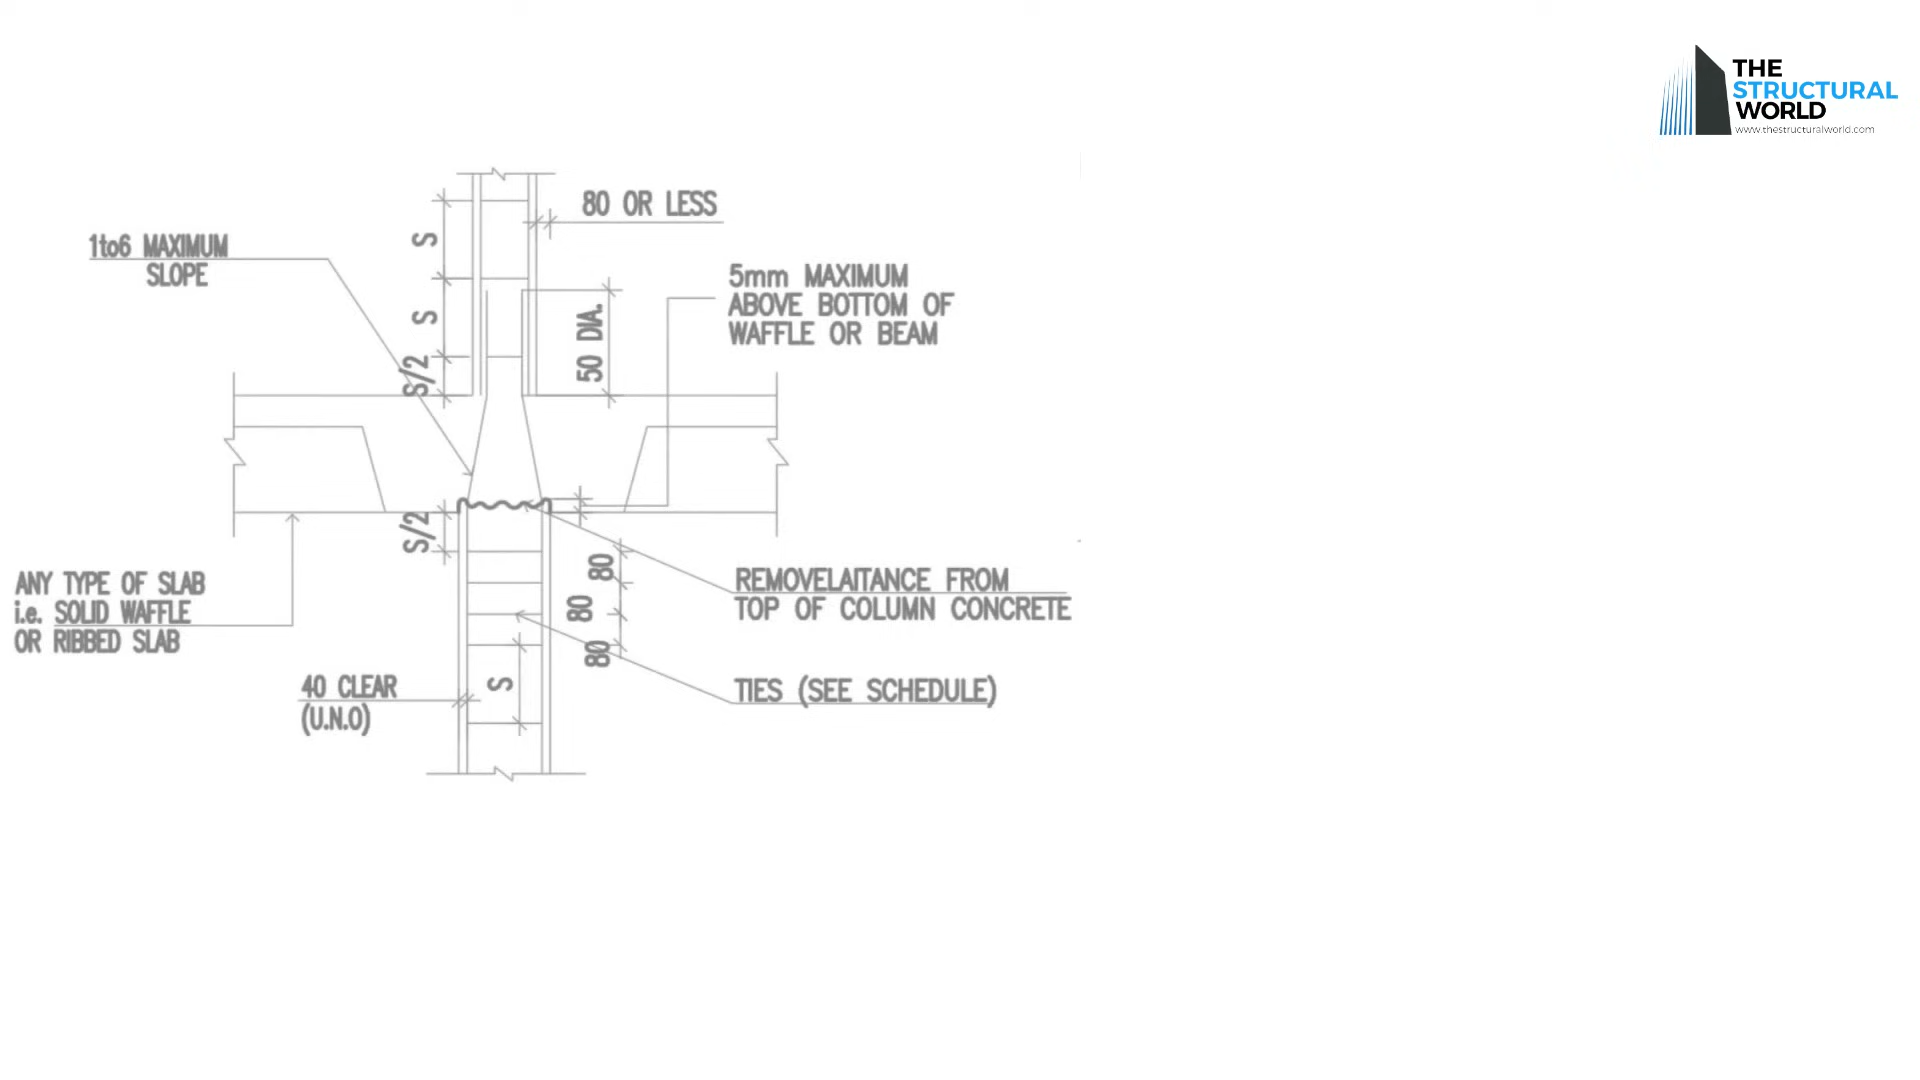 THE
STRUCTURAL
WORLD
www.thestructuralworld.com
80 OR LESS
1to6 MAXIMUM
SLOPE
S
S
S/2
50 DIA.
5mm MAXIMUM
ABOVE BOTTOM OF
WAFFLE OR BEAM
S/2
80
80
80
S
ANY TYPE OF SLAB
i.e. SOLID WAFFLE
OR RIBBED SLAB
REMOVELAITANCE FROM
TOP OF COLUMN CONCRETE
40 CLEAR
(U.N.O)
TIES (SEE SCHEDULE)